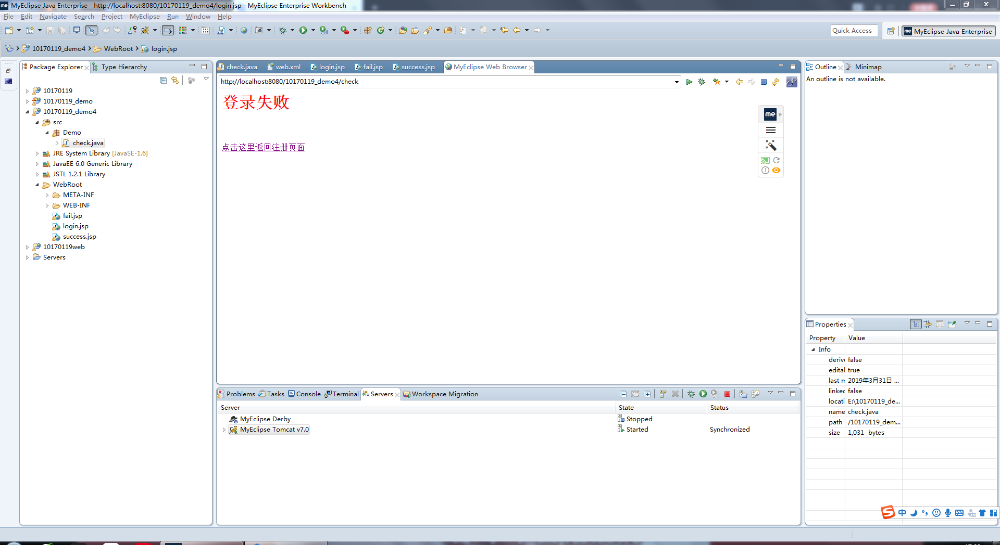 MyEclipse Java Enterprise - http://localhost:8080/10170119_demo4/login.jsp - MyEclipse Enterprise Workbench
File Edit Navigate Search Project MyEclipse Run Window Help
Quick Access
me MyEclipse Java Enterprise
10170119_demo4 WebRoot login.jsp
Package Explorer Type Hierarchy
10170119
10170119_demo
10170119_demo4
src
Demo
check.java
JRE System Library [JavaSE-1.6]
JavaEE 6.0 Generic Library
JSTL 1.2.1 Library
WebRoot
META-INF
WEB-INF
fail.jsp
login.jsp
success.jsp
10170119web
Servers
check.java web.xml login.jsp fail.jsp success.jsp MyEclipse Web Browser
http://localhost:8080/10170119_demo4/check
登录失败
点击这里返回注册页面
me
Problems Tasks Console Terminal Servers Workspace Migration
Server State Status
MyEclipse Derby Stopped
MyEclipse Tomcat v7.0 Started Synchronized
Outline Minimap
An outline is not available.
Properties
Property Value
Info
derive false
edital true
last m 2019年3月31日 ...
linked false
locati E:\10170119_de...
name check.java
path /10170119_dem...
size 1,031 bytes
中